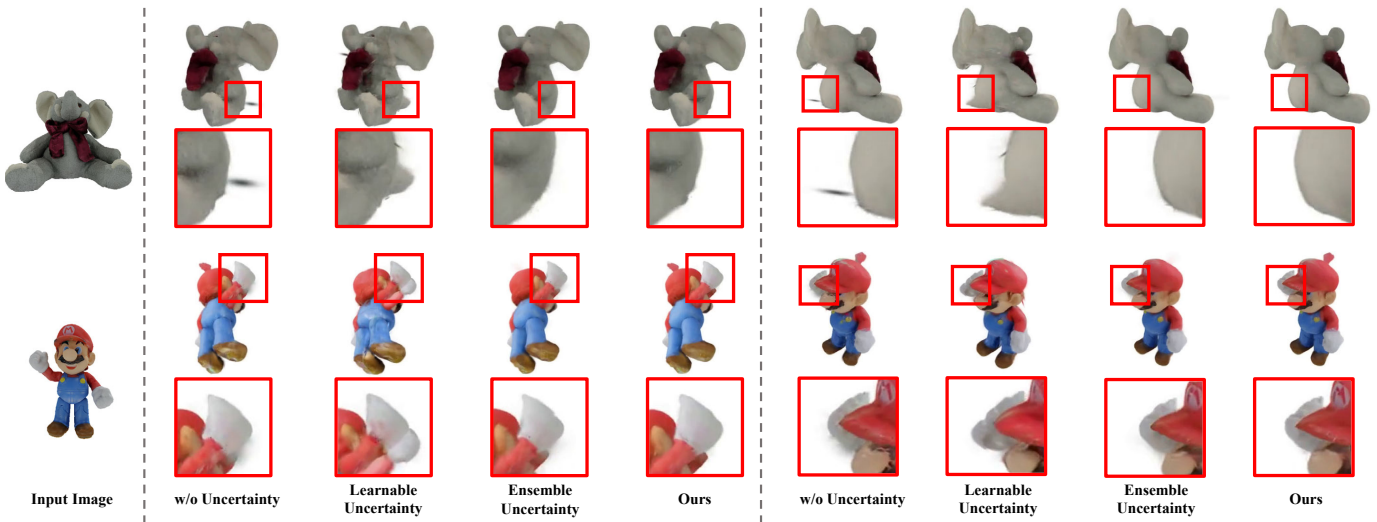 Input Image
w/o Uncertainty
Learnable
Uncertainty
Ensemble
Uncertainty
Ours
w/o Uncertainty
Learnable
Uncertainty
Ensemble
Uncertainty
Ours